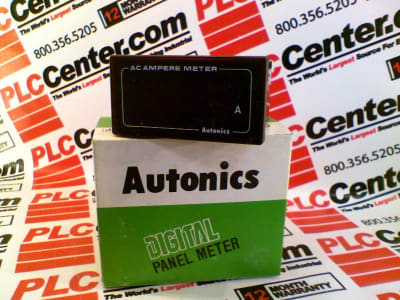 AC AMPERE METER
A
Autonics
Autonics
DIGITAL
PANEL METER
PLCCenter.com
The World's Largest Source For
800.356.5205
12 MONTH WARRANTY